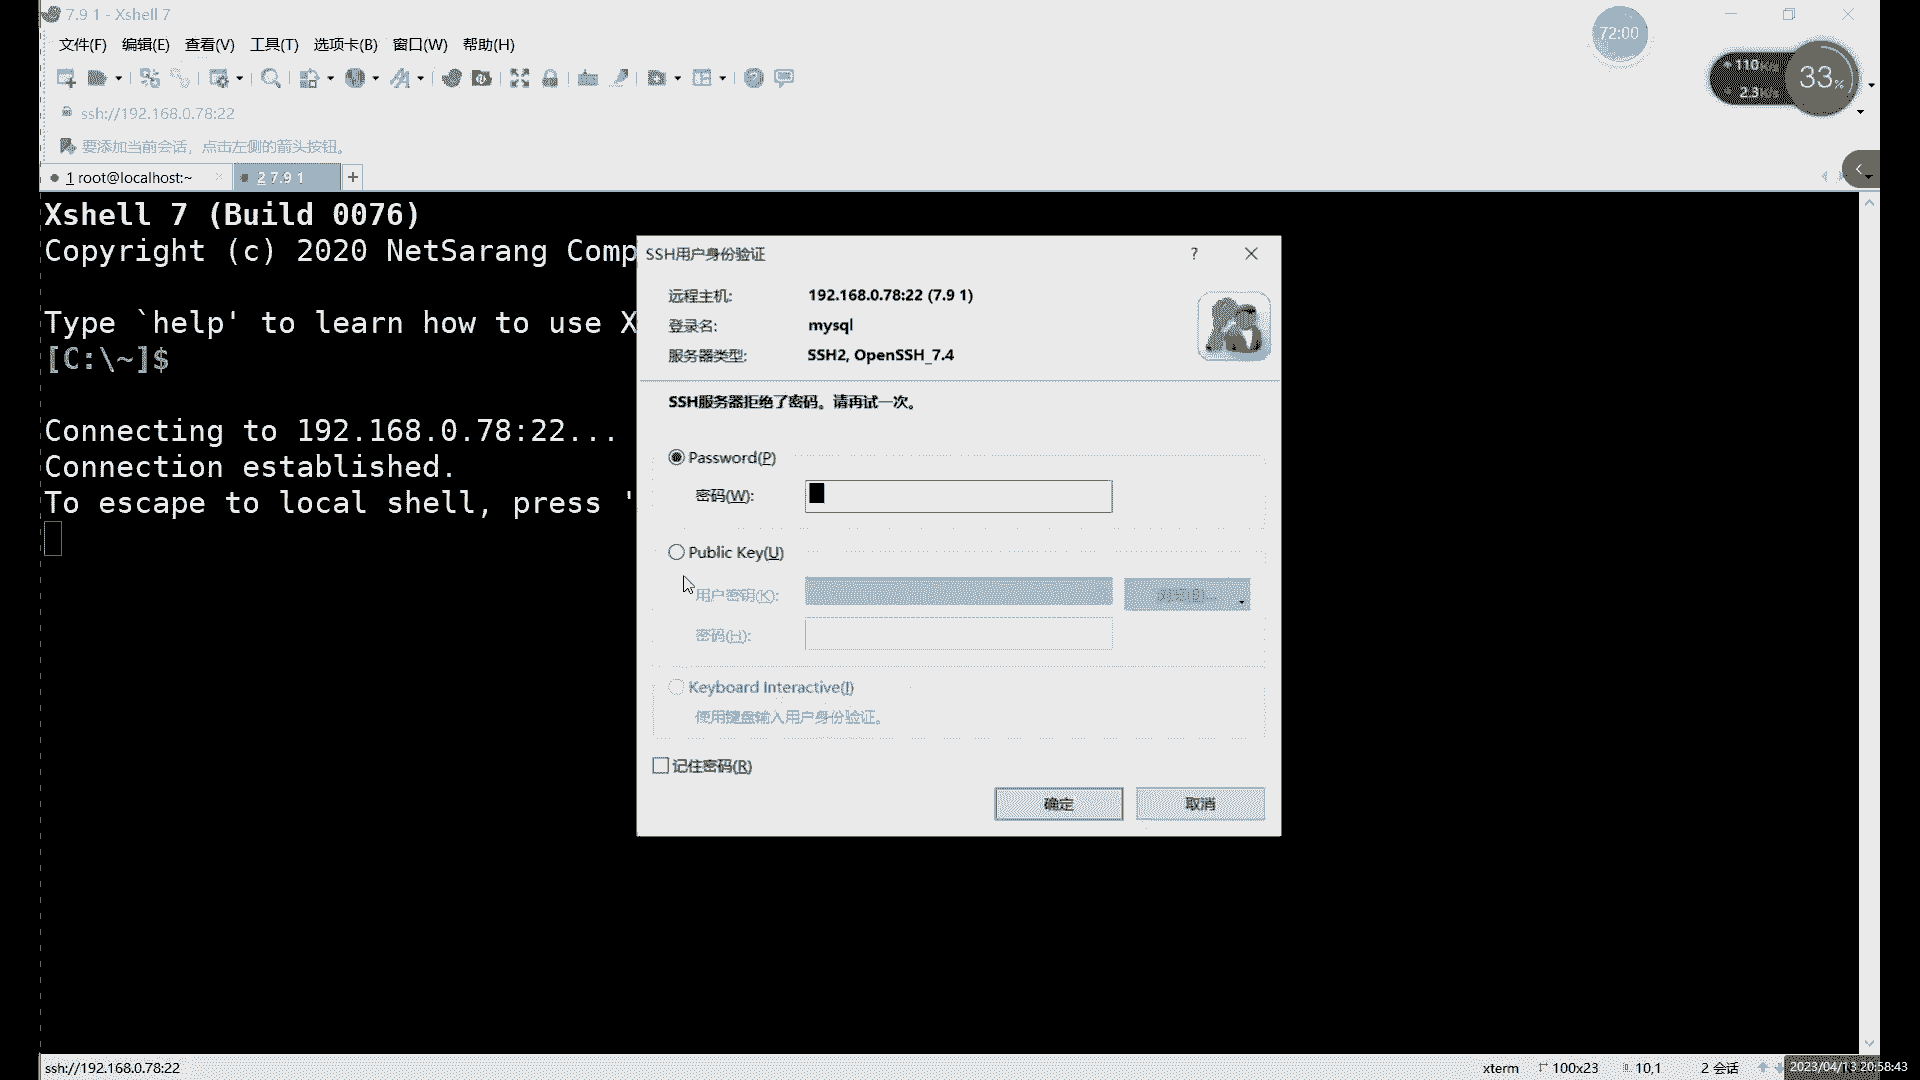 7.9 1 - Xshell 7
72:00
文件(F) 编辑(E) 查看(V) 工具(T) 选项卡(B) 窗口(W) 帮助(H)
110
33%
2.3
ssh://192.168.0.78:22
要添加当前会话，点击左侧的箭头按钮。
1 root@localhost:~
2 7.9 1
Xshell 7 (Build 0076)
Copyright (c) 2020 NetSarang Comp
Type `help' to learn how to use X
[C:\~]$
Connecting to 192.168.0.78:22...
Connection established.
To escape to local shell, press '
SSH用户身份验证
远程主机: 192.168.0.78:22 (7.9 1)
登录名: mysql
服务器类型: SSH2, OpenSSH_7.4
SSH服务器拒绝了密码。请再试一次。
Password(P)
密码(W):
Public Key(U)
用户密钥(K):
密码(H):
Keyboard Interactive(I)
使用键盘输入用户身份验证。
记住密码(R)
确定 取消
ssh://192.168.0.78:22
xterm 100x23 10,1 2 会话
2023/04/13 20:58:43